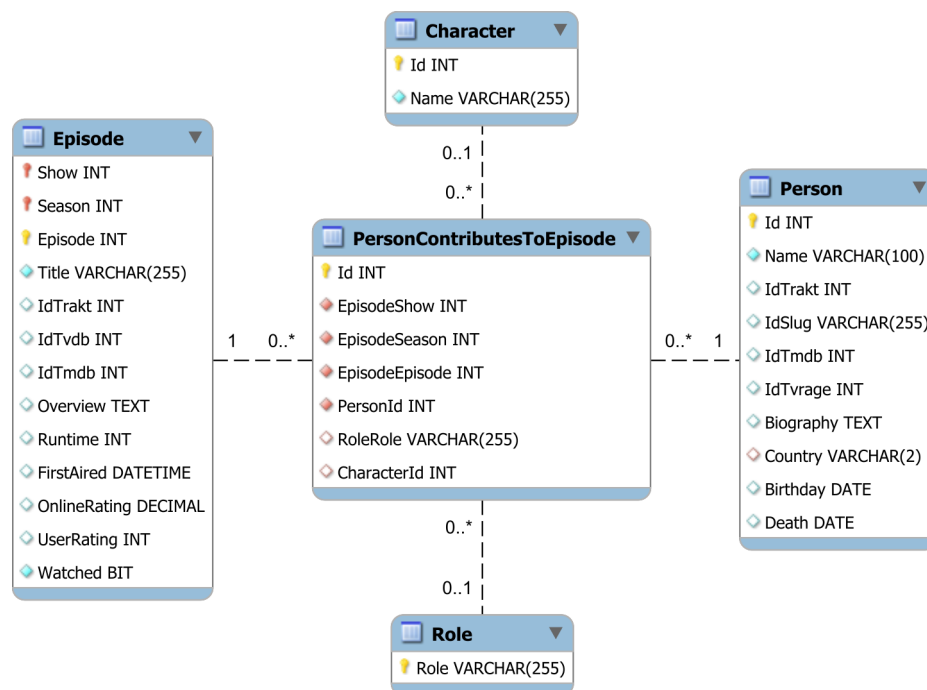 Character
Id INT
Name VARCHAR(255)
0..1
0..*
Episode
Show INT
Season INT
Episode INT
Title VARCHAR(255)
IdTrakt INT
IdTvdb INT
IdTmdb INT
Overview TEXT
Runtime INT
FirstAired DATETIME
OnlineRating DECIMAL
UserRating INT
Watched BIT
1 0..*
PersonContributesToEpisode
Id INT
EpisodeShow INT
EpisodeSeason INT
EpisodeEpisode INT
PersonId INT
RoleRole VARCHAR(255)
CharacterId INT
0..* 1
Person
Id INT
Name VARCHAR(100)
IdTrakt INT
IdSlug VARCHAR(255)
IdTmdb INT
IdTvrage INT
Biography TEXT
Country VARCHAR(2)
Birthday DATE
Death DATE
0..*
0..1
Role
Role VARCHAR(255)